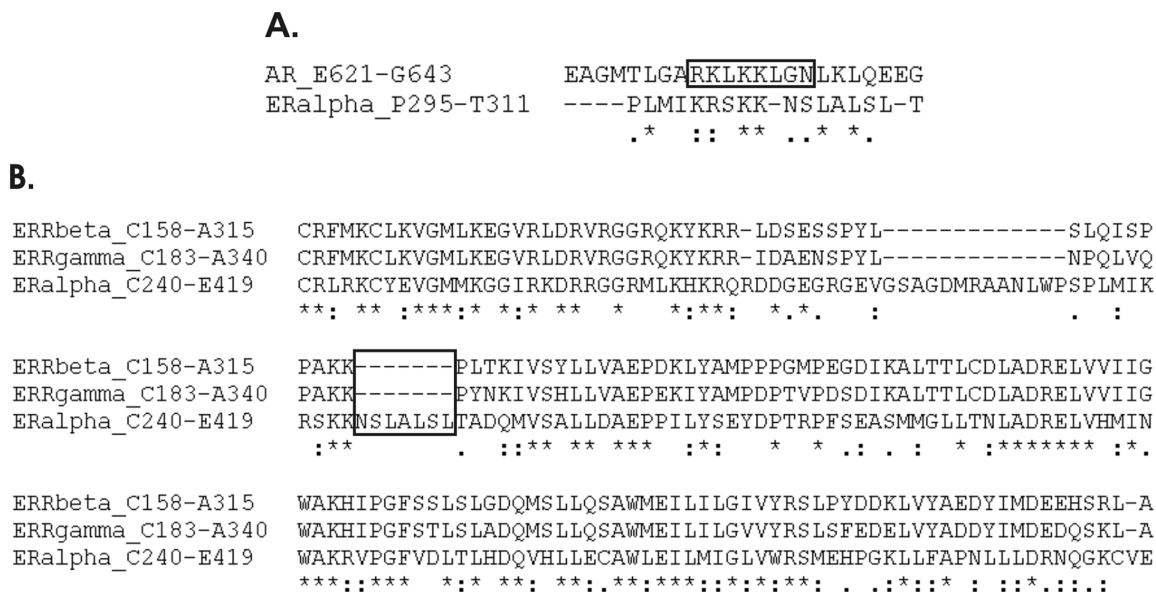 A.
AR_E621-G643 EAGMTLGARKLKKLGNLKLQEEG
ERalpha_P295-T311 ----PLMIKRSKK-NSLALSL-T
.* :: ** ..* *.
B.
ERRbeta_C158-A315 CRFMKCLKVGMLKEGVRLDRVRGGRQKYKRR-LDSESSPYL-------------SLQISP
ERRgamma_C183-A340 CRFMKCLKVGMLKEGVRLDRVRGGRQKYKRR-IDAENSPYL-------------NPQLVQ
ERalpha_C240-E419 CRLRKCYEVGMMKGGIRKDRRGGRMLKHKRQRDDGEGRGEVGSAGDMRAANLWPSPLMIK
**: ** :***:* *:* ** * *:**: *.*. : . :
ERRbeta_C158-A315 PAKK-------PLTKIVSYLLVAEPDKLYAMPPPGMPEGDIKALTTLCDLADRELVVIIG
ERRgamma_C183-A340 PAKK-------PYNKIVSHLLVAEPEKIYAMPDPTVPDSDIKALTTLCDLADRELVVIIG
ERalpha_C240-E419 RSKKNSLALSLTADQMVSALLDAEPPILYSEYDPTRPFSEASMMGLLTNLADRELVHMIN
:** . ::** ** *** :*: * * .: . : * :******* :*.
ERRbeta_C158-A315 WAKHIPGFSSLSLGDQMSLLQSAWMEILILGIVYRSLPYDDKLVYAEDYIMDEEHSRL-A
ERRgamma_C183-A340 WAKHIPGFSTLSLADQMSLLQSAWMEILILGVVYRSLSFEDELVYADDYIMDEDQSKL-A
ERalpha_C240-E419 WAKRVPGFVDLTLHDQVHLLECAWLEILMIGLVWRSMEHPGKLLFAPNLLLDRNQGKCVE
***::*** *:* **: **:.**:***::*:*:**: . .:*::* : ::*.::.: